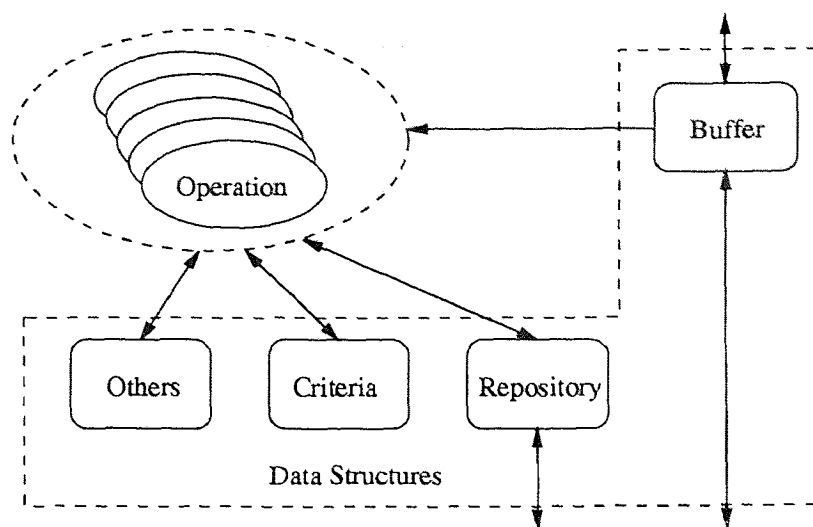 Buffer
Operation
Others
Criteria
Repository
Data Structures